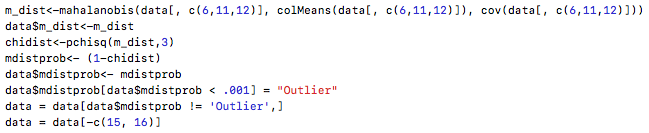 m_dist<-mahalanobis(data[, c(6,11,12)], colMeans(data[, c(6,11,12)]), cov(data[, c(6,11,12)]))
data$m_dist<-m_dist
chidist<-pchisq(m_dist,3)
mdistprob<- (1-chidist)
data$mdistprob<- mdistprob
data$mdistprob[data$mdistprob < .001] = "Outlier"
data = data[data$mdistprob != 'Outlier',]
data = data[-c(15, 16)]